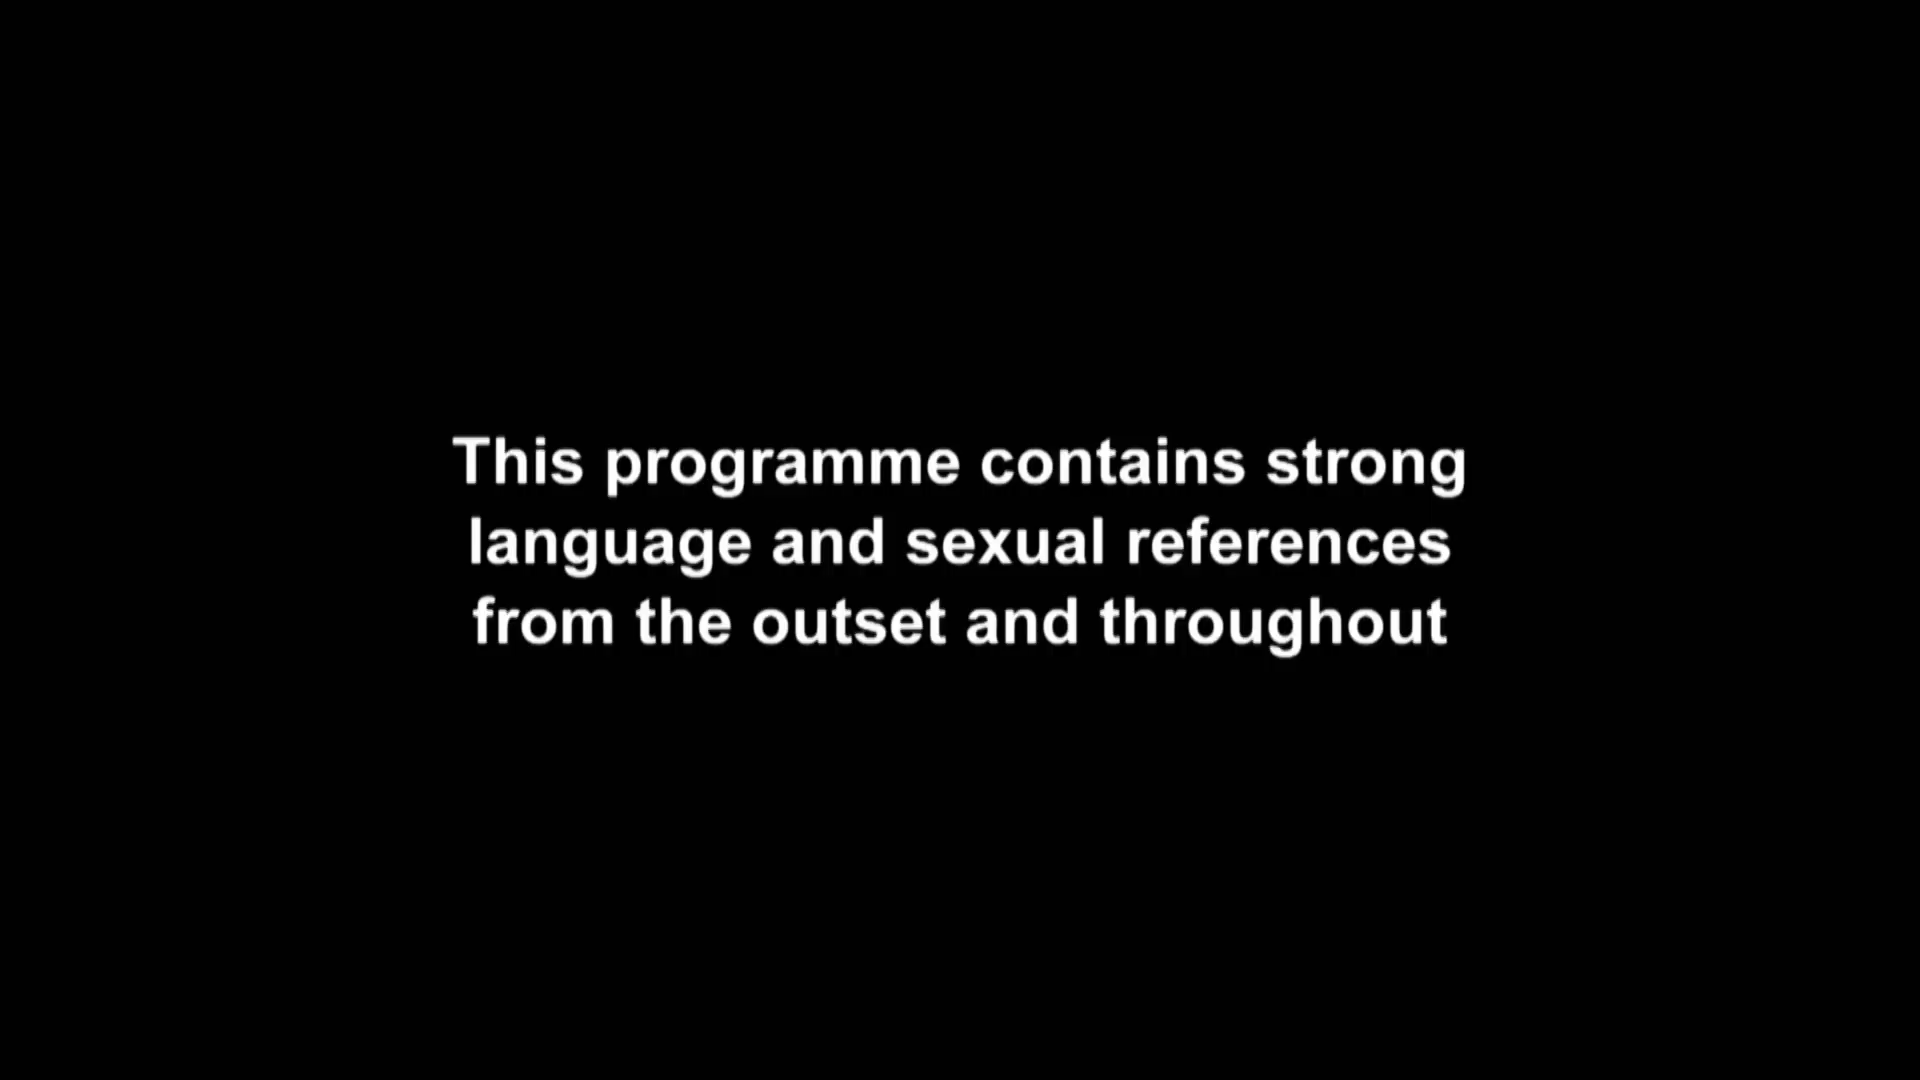 This programme contains strong
language and sexual references
from the outset and throughout